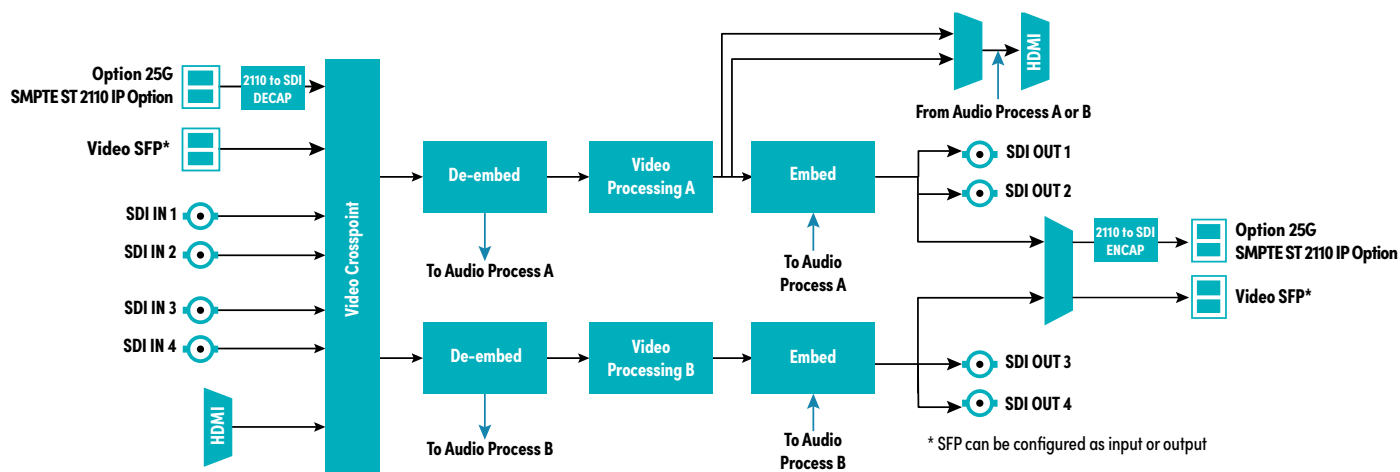 Option 25G
SMPTE ST 2110 IP Option
2110 to SDI
DECAP
Video SFP*
SDI IN 1
SDI IN 2
SDI IN 3
SDI IN 4
HDMI
Video Crosspoint
De-embed
To Audio Process A
Video
Processing A
Embed
To Audio
Process A
HDMI
From Audio Process A or B
SDI OUT 1
SDI OUT 2
2110 to SDI
ENCAP
Option 25G
SMPTE ST 2110 IP Option
Video SFP*
De-embed
To Audio Process B
Video
Processing B
Embed
To Audio
Process B
SDI OUT 3
SDI OUT 4
* SFP can be configured as input or output